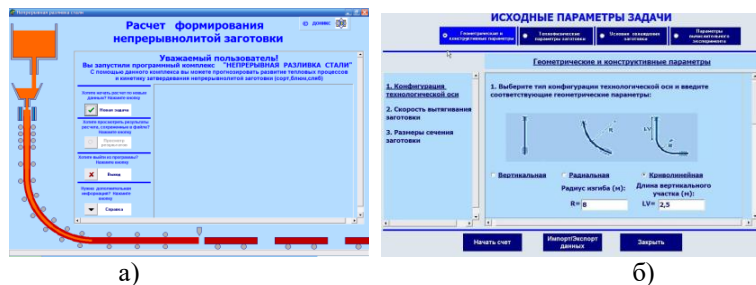 Непрерывная разливка стали
Расчет формирования
непрерывнолитой заготовки
Уважаемый пользователь!
Вы запустили программный комплекс "НЕПРЕРЫВНАЯ РАЗЛИВКА СТАЛИ"
С помощью данного комплекса вы можете прогнозировать развитие тепловых процессов
и кинетику затвердевания непрерывнолитой заготовки (сорт,блюм,сляб)
Хотите начать расчет по новым
данным? Нажмите кнопку
Новая задача
Хотите просмотреть результаты
расчета, сохраненные в файле?
Нажмите кнопку
Хотите выйти из программы?
Нажмите кнопку
Выход
Нужна дополнительная
информация? Нажмите
кнопку
Справка
а)
ИСХОДНЫЕ ПАРАМЕТРЫ ЗАДАЧИ
Геометрические и
конструктивные параметры
Теплофизические
параметры заготовки
Условия охлаждения
заготовки
Параметры
вычислительного
эксперимента
Геометрические и конструктивные параметры
1. Конфигурация
технологической оси
2. Скорость вытягивания
заготовки
3. Размеры сечения
заготовки
1. Выберите тип конфигурация технологической оси и введите
соответствующие геометрические параметры:
R
LV
R
Вертикальная
Радиальная
Криволинейная
Радиус изгиба (м):
Длина вертикального
участка (м):
R= 8
LV= 2,5
Начать счет
Импорт/Экспорт
данных
Закрыть
б)